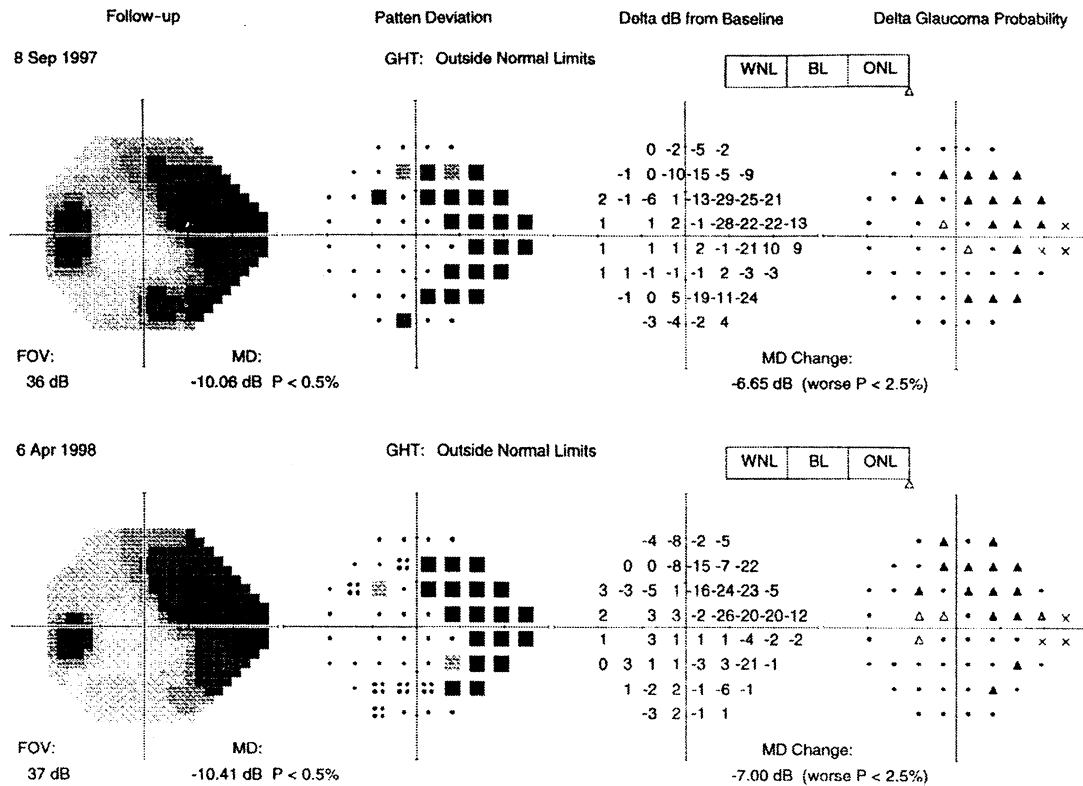 Follow-up Patten Deviation Delta dB from Baseline Delta Glaucoma Probability
8 Sep 1997 GHT: Outside Normal Limits
WNL BL ONL
0 -2 -5 -2
-1 0 -10 -15 -5 -9
2 -1 -6 1 -13 -29 -25 -21
1 1 2 -1 -28 -22 -22 -13
1 1 1 2 -1 -21 10 9
1 1 -1 -1 -1 2 -3 -3
-1 0 5 -19 -11 -24
-3 -4 -2 4
FOV: MD: MD Change:
36 dB -10.06 dB P < 0.5% -6.65 dB (worse P < 2.5%)
6 Apr 1998 GHT: Outside Normal Limits
WNL BL ONL
-4 -8 -2 -5
0 0 -8 -15 -7 -22
3 -3 -5 1 -16 -24 -23 -5
2 3 3 -2 -26 -20 -20 -12
1 3 1 1 1 -4 -2 -2
0 3 1 1 -3 3 -21 -1
1 -2 2 -1 -6 -1
-3 2 -1 1
FOV: MD: MD Change:
37 dB -10.41 dB P < 0.5% -7.00 dB (worse P < 2.5%)